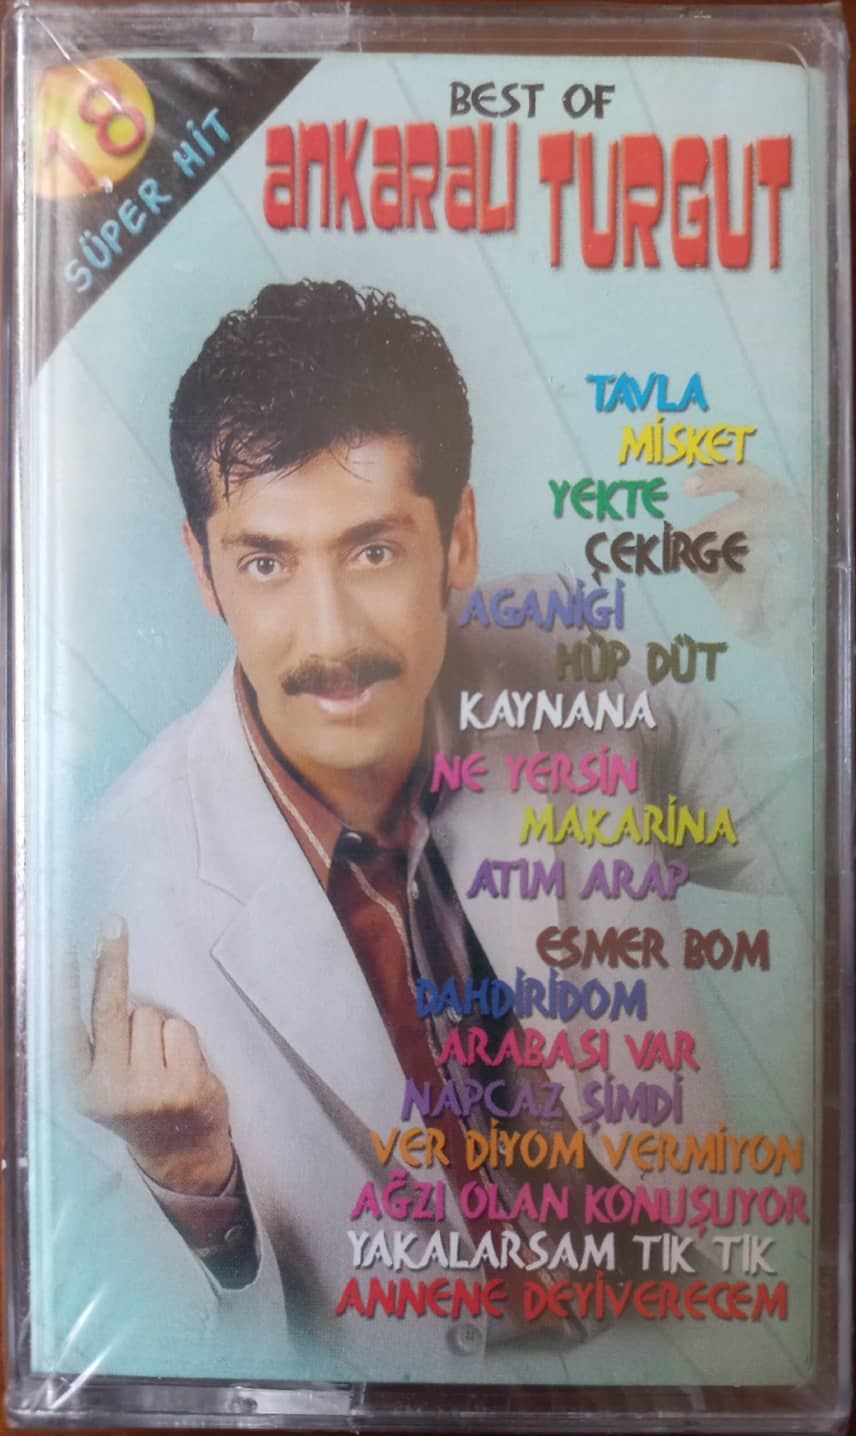 18
SÜPER HİT
BEST OF
ANKARALI TURGUT
TAVLA
MİSKET
YEKTE
ÇEKİRGE
AGANİĞİ
HÜP DÜT
KAYNANA
NE YERSİN
MAKARİNA
ATIM ARAP
ESMER BOM
DAHDİRİDOM
ARABASI VAR
NAPCAZ ŞİMDİ
VER DİYOM VERMİYON
AĞZI OLAN KONUŞUYOR
YAKALARSAM TIK TIK
ANNENE DEYİVERECEM